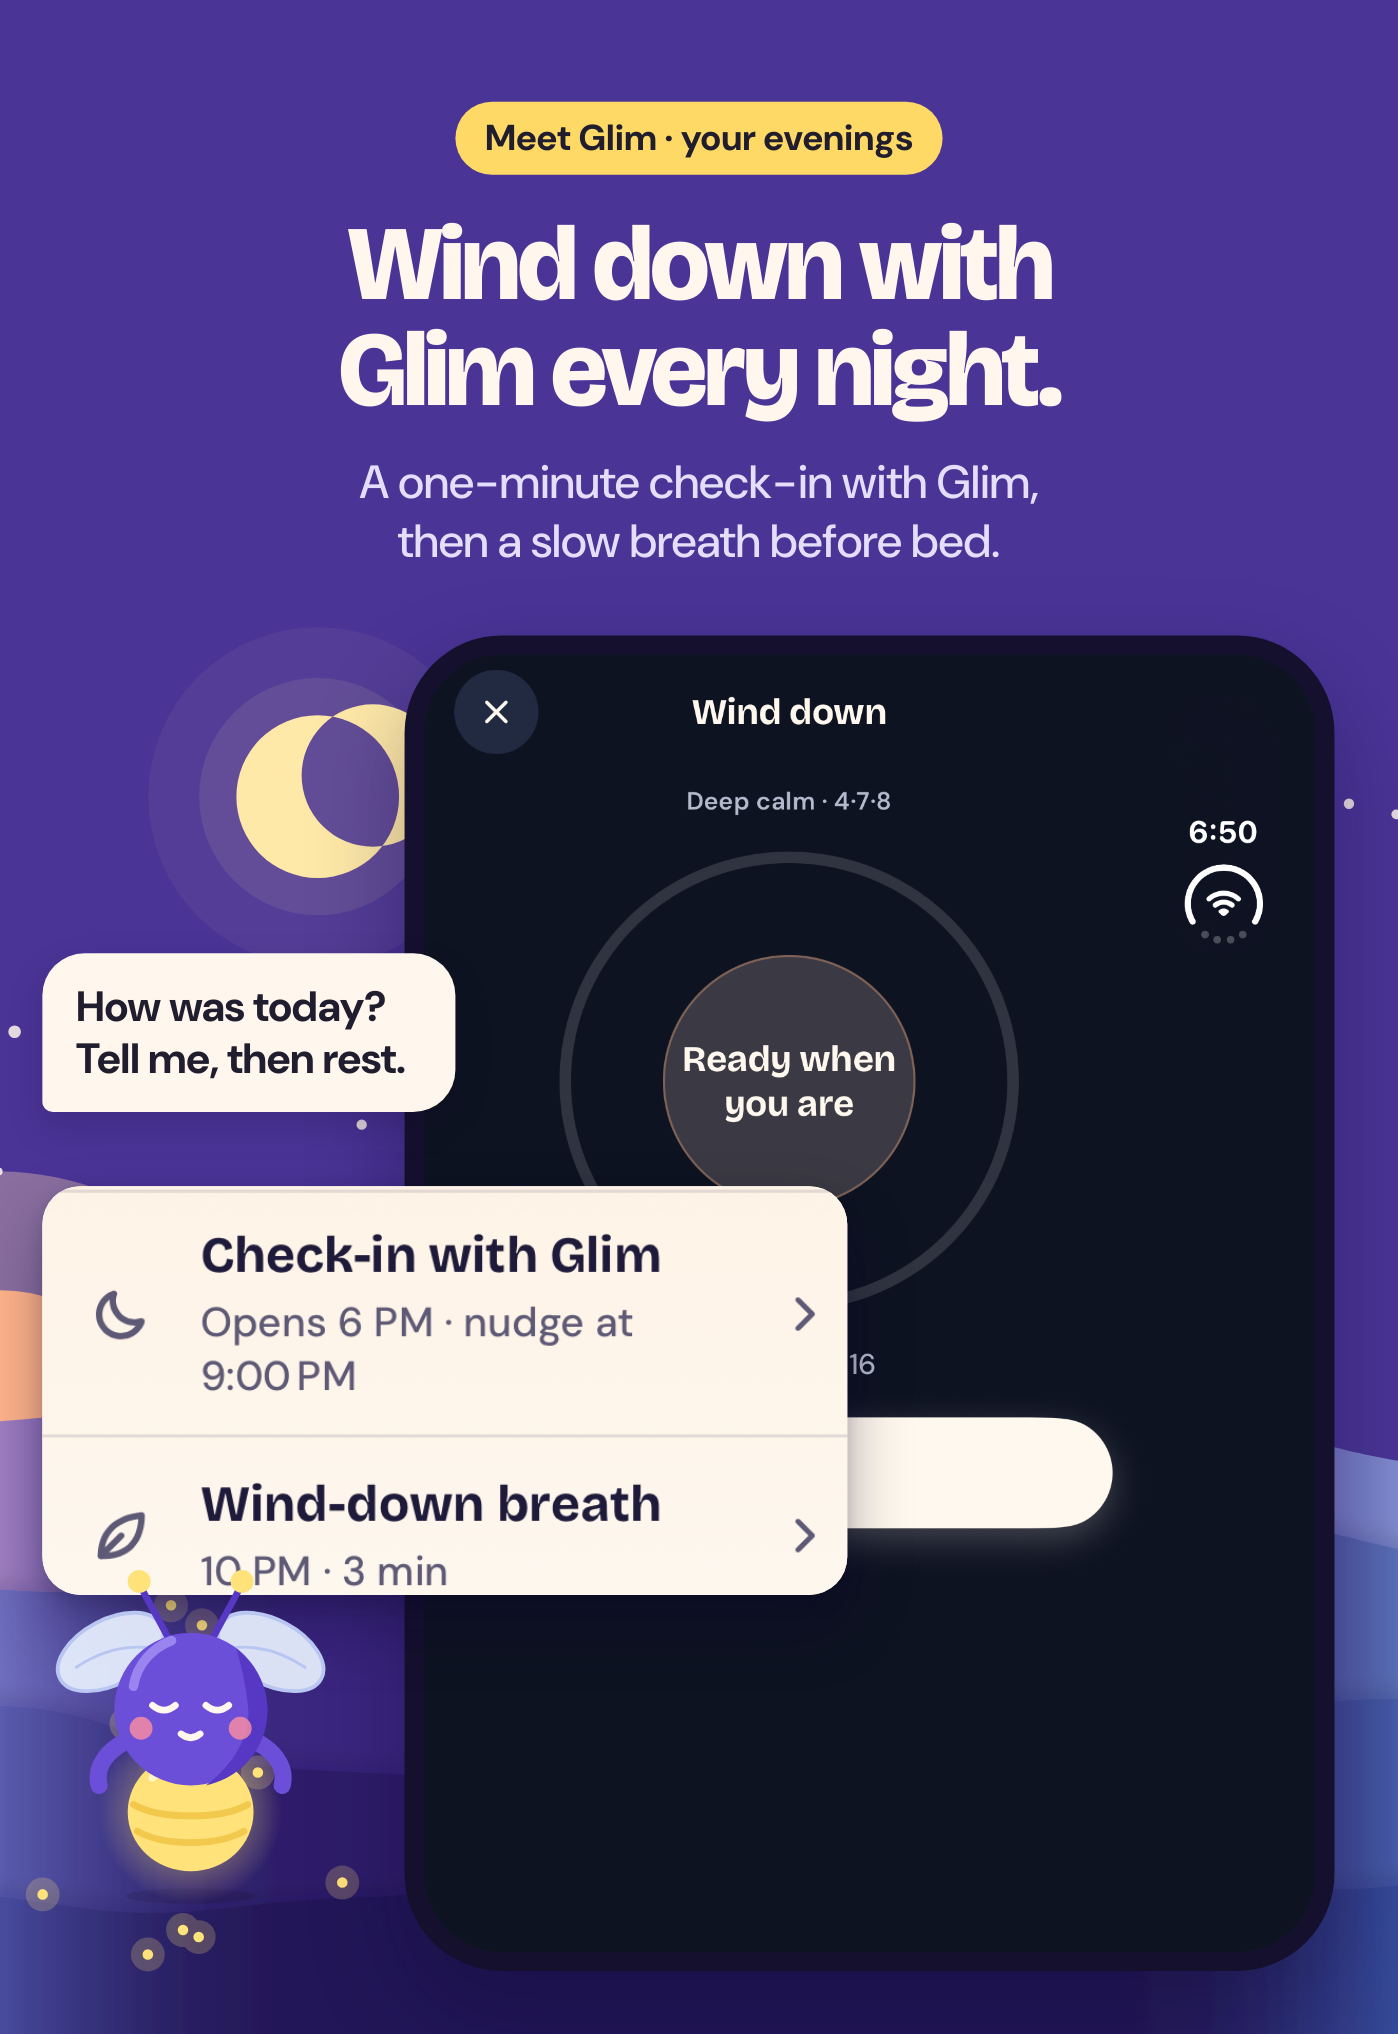 Meet Glim · your evenings
Wind down with
Glim every night.
A one-minute check-in with Glim,
then a slow breath before bed.
Wind down
Deep calm · 4·7·8
6:50
How was today?
Tell me, then rest.
Ready when
you are
Check-in with Glim
Opens 6 PM · nudge at
9:00 PM
16
Wind-down breath
10 PM · 3 min